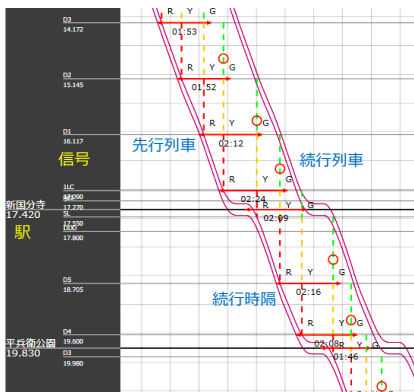 D3 R Y G
14.172 01:53
D2 R Y G
15.145 01:52
D1 R Y G
16.117 02:12
先行列車 続行列車
信号
1LC R Y G
02:24
新国分寺 R Y G
17.420 02:09
SL
17.550
駅
17.800
D5 R Y G
18.705 02:16
続行時隔
D4 R Y G
19.600 02:08
平兵衛公園
19.830 01:46
D3
19.980